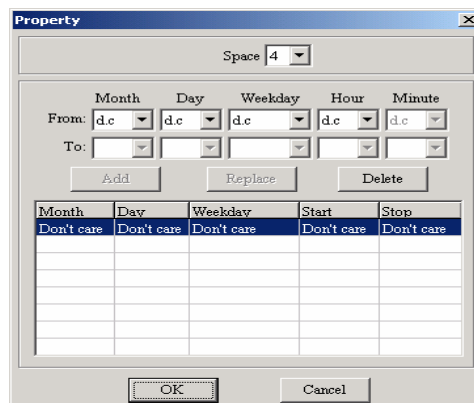 Property
Space 4
Month Day Weekday Hour Minute
From: d.c d.c d.c d.c d.c
To:
Add Replace Delete
Month Day Weekday Start Stop
Don't care Don't care Don't care Don't care Don't care
OK Cancel